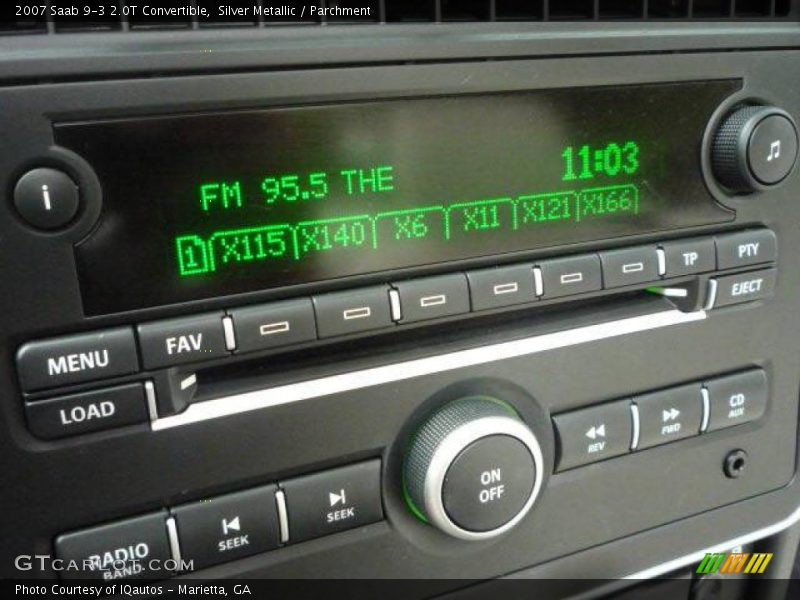 2007 Saab 9-3 2.0T Convertible, Silver Metallic / Parchment
FM 95.5 THE 11:03
1 X115 X140 X6 X11 X121 X166
i
MENU FAV TP PTY
LOAD EJECT
ON
OFF
REV FWD CD
AUX
RADIO
BAND
SEEK SEEK
GTCARLOT.COM
Photo Courtesy of IQautos - Marietta, GA